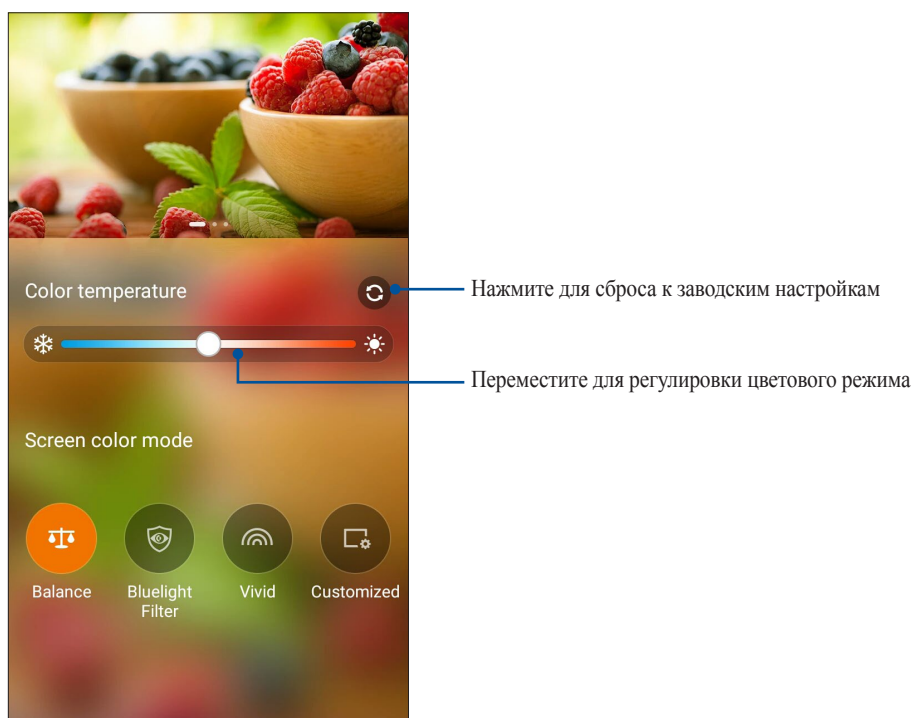 Color temperature
Нажмите для сброса к заводским настройкам
Переместите для регулировки цветового режима
Screen color mode
Balance
Bluelight
Filter
Vivid
Customized